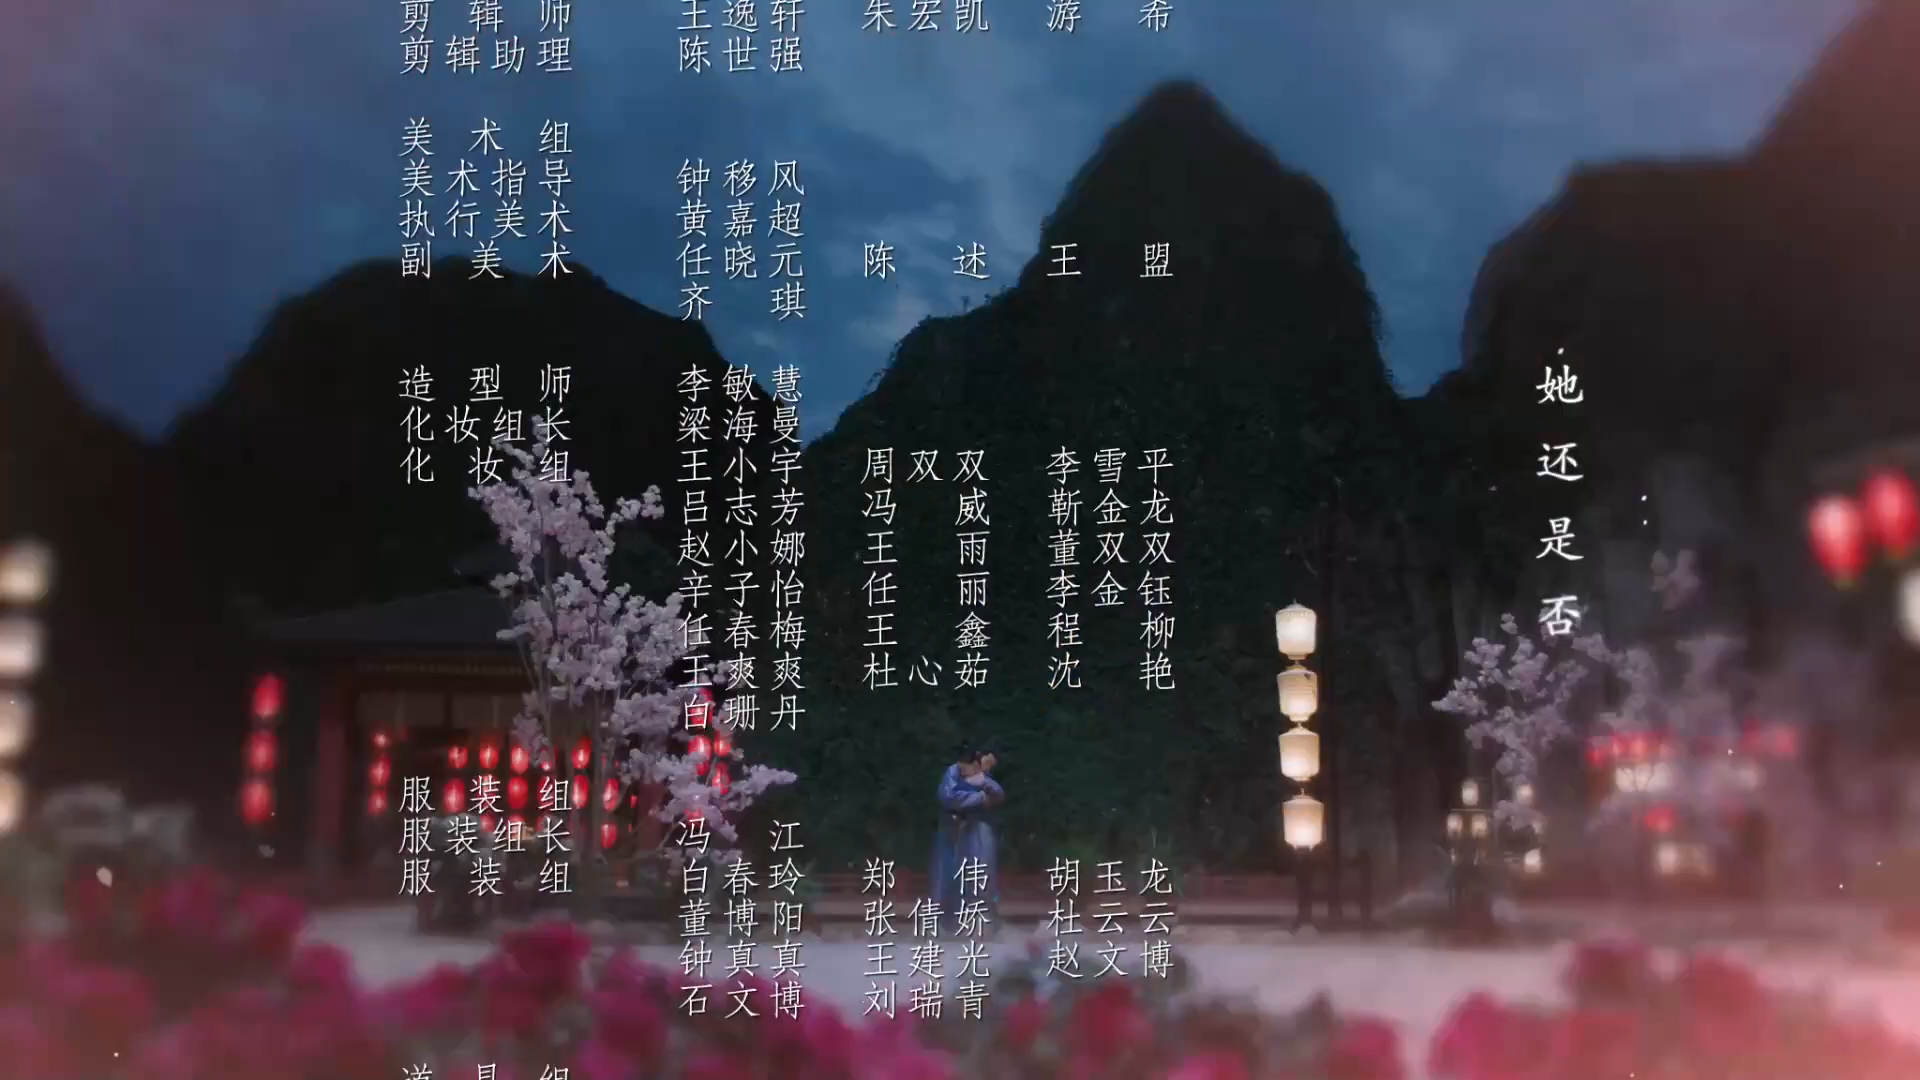 剪辑师 王逸轩 朱宏凯 游希
剪辑助理 陈世强
美术组
美术指导 钟移风
执行美术 黄嘉超
副美术 任晓元 陈述 王盟
齐琪
造型师 李敏慧
化妆组长 梁海曼
化妆组 王小宇 周双双 李雪平
吕志芳 冯威 靳金龙
赵小娜 王雨 董双双
辛子怡 任丽 李金钰
任春梅 王鑫 程柳
王爽爽 杜心茹 沈艳
白珊丹
服装组
服装组长 冯江
服装组 白春玲 郑伟 胡玉龙
董博阳 张倩娇 杜云云
钟真真 王建光 赵文博
石文博 刘瑞青
道具组
她还是否